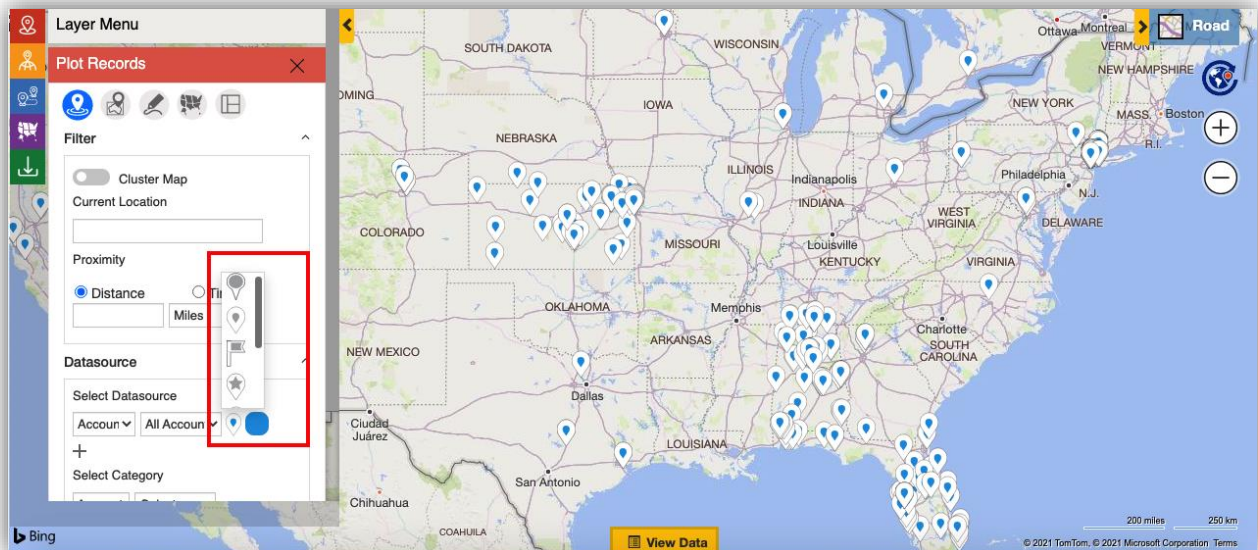 Layer Menu
Plot Records
Filter
Cluster Map
Current Location
Proximity
Distance
Miles
Datasource
Select Datasource
Accoun All Accoun
Select Category
Bing
View Data
Road
SOUTH DAKOTA
WISCONSIN
Ottawa Montreal
VERMONT
NEW HAMPSHIRE
OMING
IOWA
NEW YORK
MASS. Boston
R.I.
NEBRASKA
ILLINOIS
Indianapolis
INDIANA
Philadelphia
N.J.
COLORADO
MISSOURI
WEST
VIRGINIA
DELAWARE
Louisville
KENTUCKY
VIRGINIA
OKLAHOMA
Memphis
ARKANSAS
Charlotte
SOUTH
CAROLINA
NEW MEXICO
Dallas
Ciudad
Juárez
LOUISIANA
San Antonio
Chihuahua
COAHUILA
200 miles 250 km
© 2021 TomTom, © 2021 Microsoft Corporation Terms